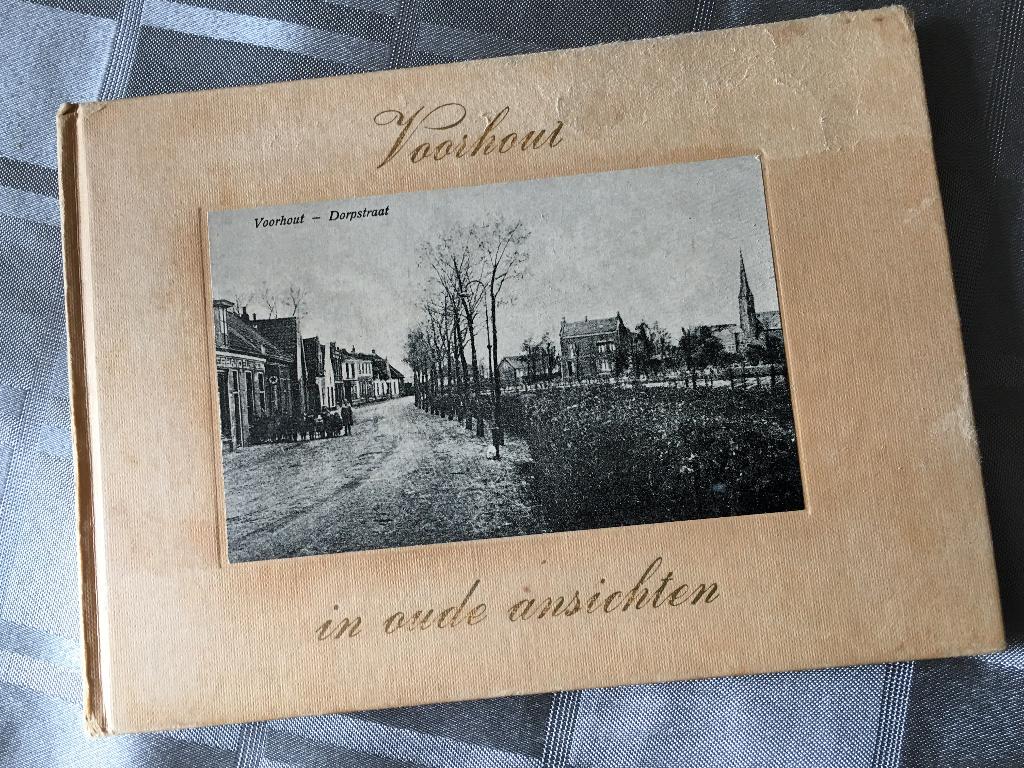 Voorhout
Voorhout – Dorpstraat
in oude ansichten